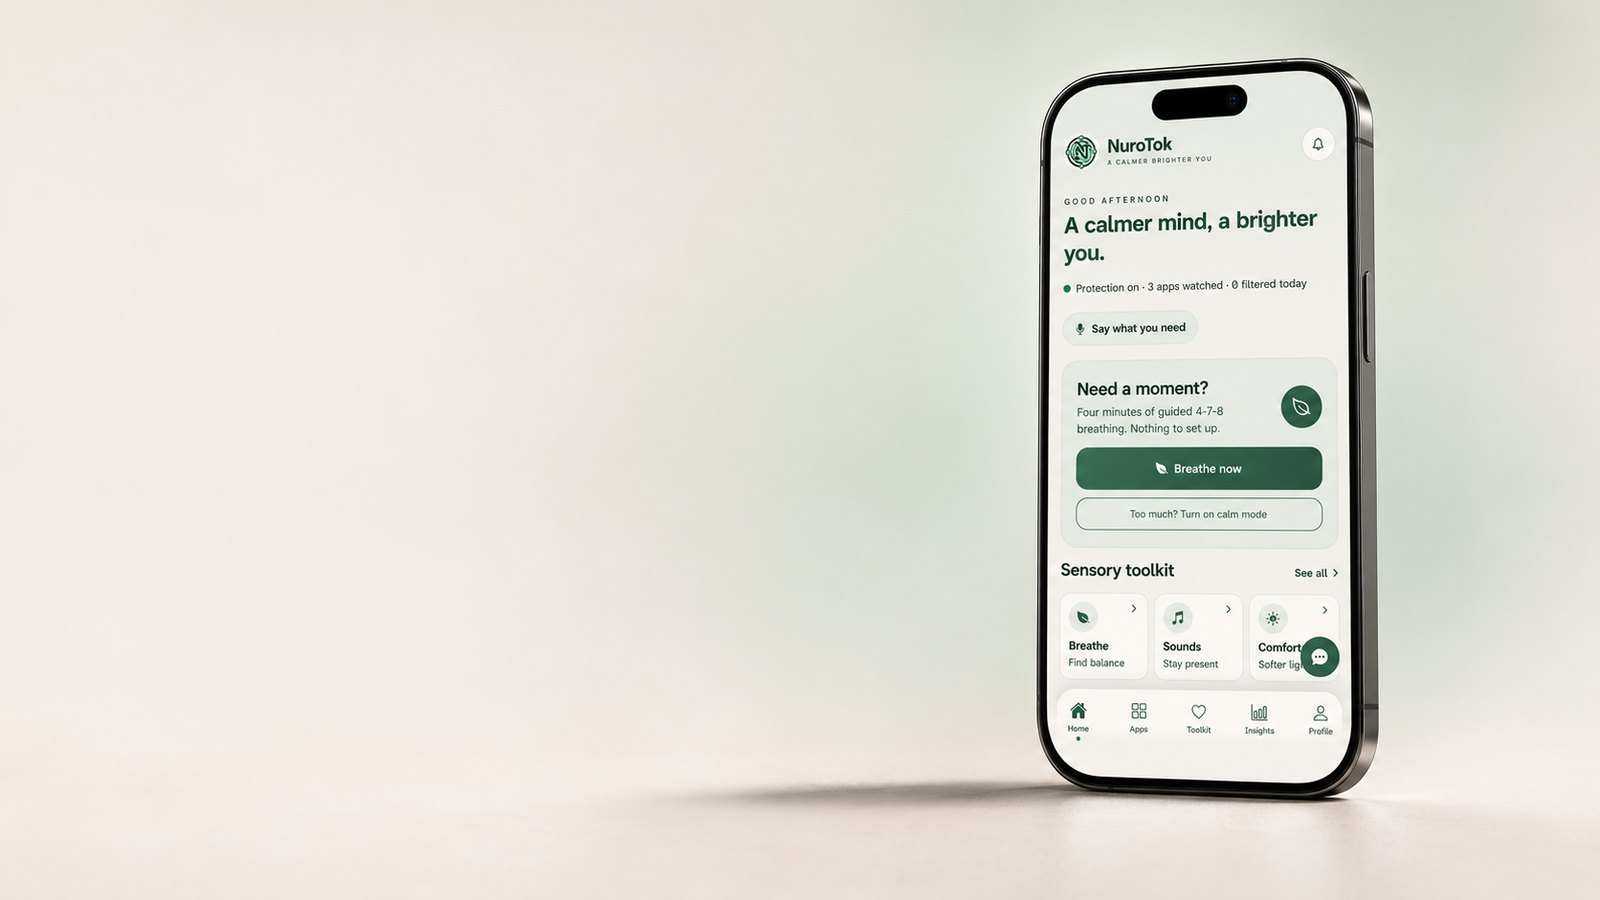 NuroTok
A CALMER BRIGHTER YOU
GOOD AFTERNOON
A calmer mind, a brighter
you.
Protection on · 3 apps watched · 0 filtered today
Say what you need
Need a moment?
Four minutes of guided 4-7-8
breathing. Nothing to set up.
Breathe now
Too much? Turn on calm mode
Sensory toolkit
See all
Breathe
Find balance
Sounds
Stay present
Comfort
Softer
Home
Apps
Toolkit
Insights
Profile